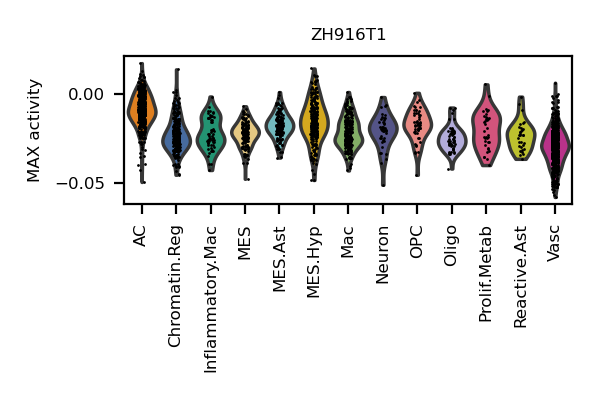 ZH916T1
MAX activity
0.00
−0.05
AC
Chromatin.Reg
Inflammatory.Mac
MES
MES.Ast
MES.Hyp
Mac
Neuron
OPC
Oligo
Prolif.Metab
Reactive.Ast
Vasc